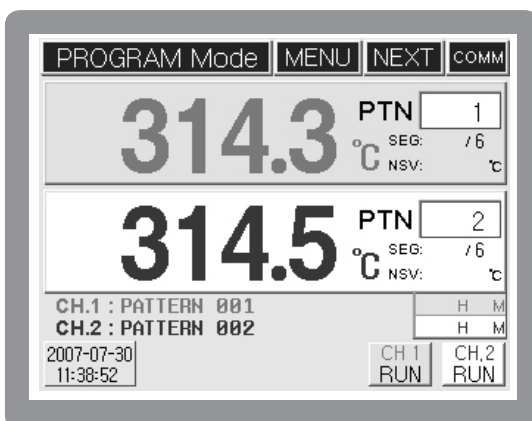 PROGRAM Mode MENU NEXT COMM
314.3 °C PTN 1
SEG: /6
NSV: °C
314.5 °C PTN 2
SEG: /6
NSV: °C
CH.1 : PATTERN 001 H M
CH.2 : PATTERN 002 H M
2007-07-30 CH 1 CH.2
11:38:52 RUN RUN